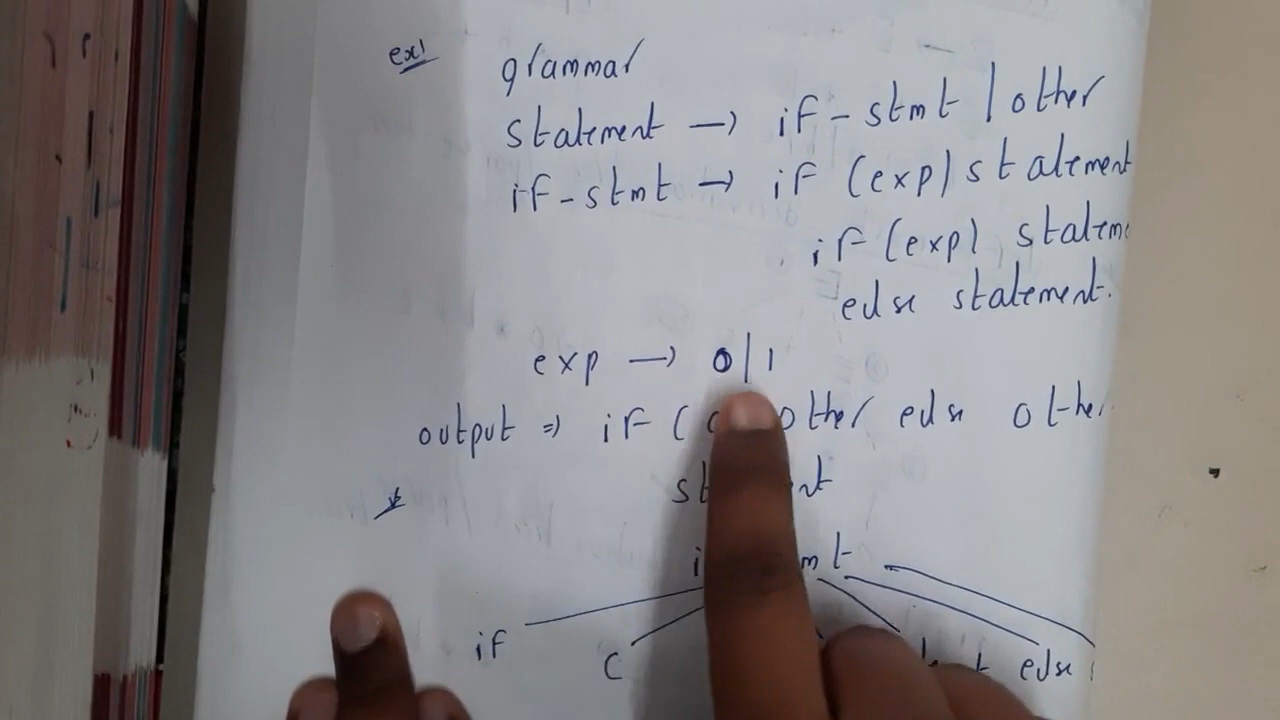 ex1
grammar
statement → if-stmt | other
if-stmt → if (exp) statement
if (exp) statem
else statement.
exp → 0|1
output ⇒ if ( other else other
if ( else